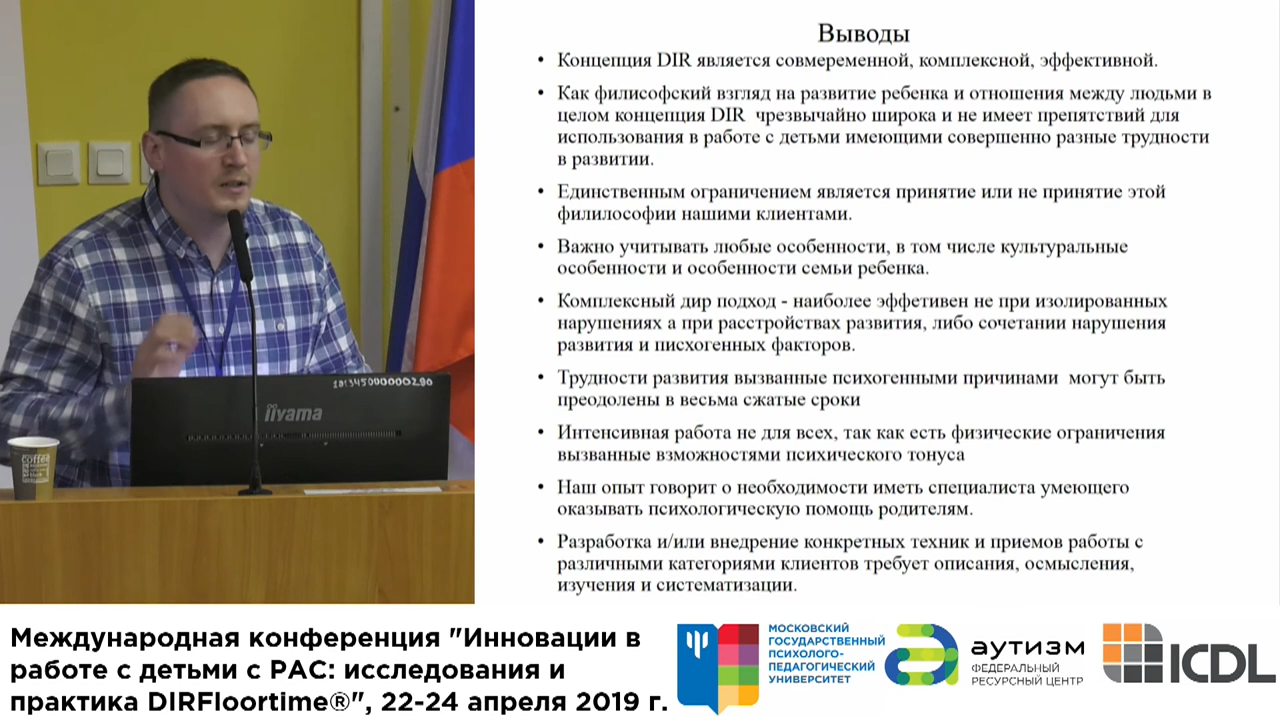 Выводы
• Концепция DIR является совмеременной, комплексной, эффективной.
• Как филисофский взгляд на развитие ребенка и отношения между людьми в
целом концепция DIR чрезвычайно широка и не имеет препятствий для
использования в работе с детьми имеющими совершенно разные трудности
в развитии.
• Единственным ограничением является принятие или не принятие этой
филилософии нашими клиентами.
• Важно учитывать любые особенности, в том числе культуральные
особенности и особенности семьи ребенка.
• Комплексный дир подход - наиболее эффетивен не при изолированных
нарушениях а при расстройствах развития, либо сочетании нарушения
развития и писхогенных факторов.
• Трудности развития вызванные психогенными причинами могут быть
преодолены в весьма сжатые сроки
• Интенсивная работа не для всех, так как есть физические ограничения
вызванные взможностями психического тонуса
• Наш опыт говорит о необходимости иметь специалиста умеющего
оказывать психологическую помощь родителям.
• Разработка и/или внедрение конкретных техник и приемов работы с
различными категориями клиентов требует описания, осмысления,
изучения и систематизации.
iiyama
coffee
Международная конференция "Инновации в
работе с детьми с РАС: исследования и
практика DIRFloortime®", 22-24 апреля 2019 г.
МОСКОВСКИЙ
ГОСУДАРСТВЕННЫЙ
ПСИХОЛОГО-
ПЕДАГОГИЧЕСКИЙ
УНИВЕРСИТЕТ
аутизм
ФЕДЕРАЛЬНЫЙ
РЕСУРСНЫЙ ЦЕНТР
ICDL